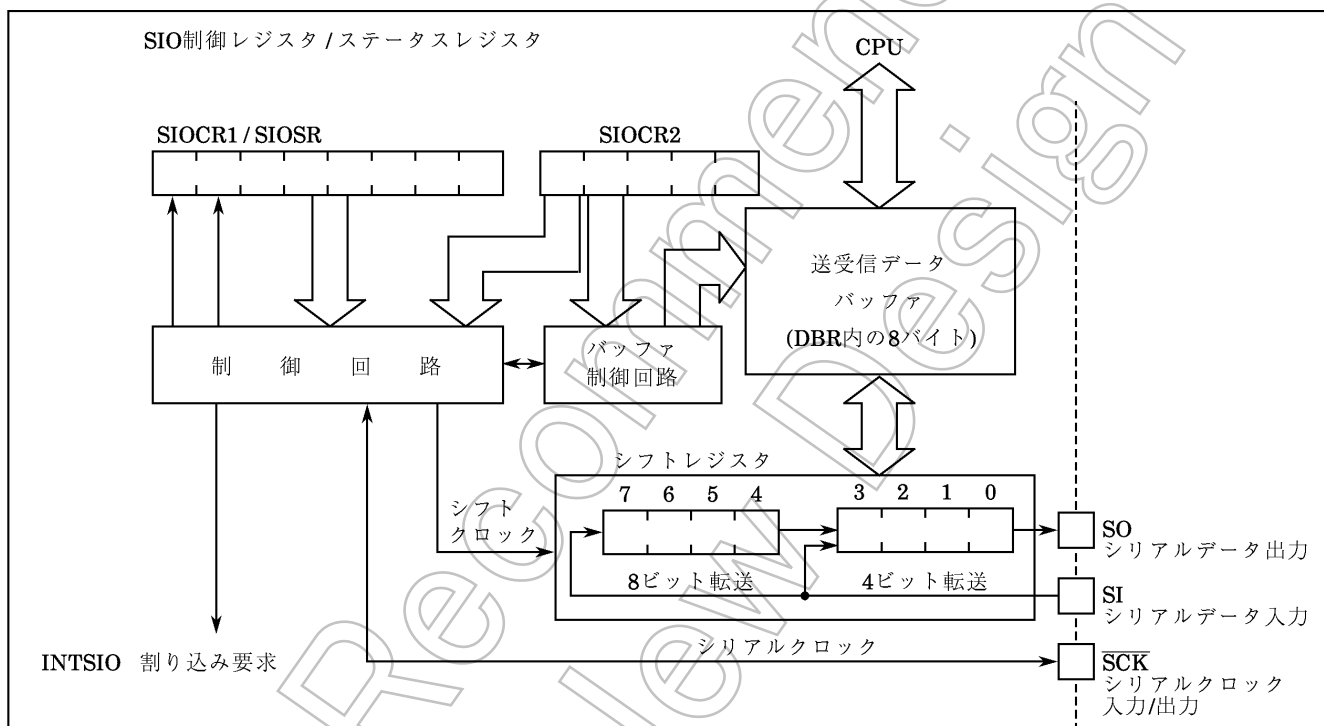 SIO制御レジスタ / ステータスレジスタ
CPU
SIOCR1 / SIOSR
SIOCR2
送受信データ
バッファ
(DBR内の8バイト)
制 御 回 路
バッファ
制御回路
シフトレジスタ
7 6 5 4 3 2 1 0
シフト
クロック
SO
シリアルデータ出力
8ビット転送
4ビット転送
SI
シリアルデータ入力
シリアルクロック
INTSIO 割り込み要求
SCK
シリアルクロック
入力/出力
Recommen
ew Design